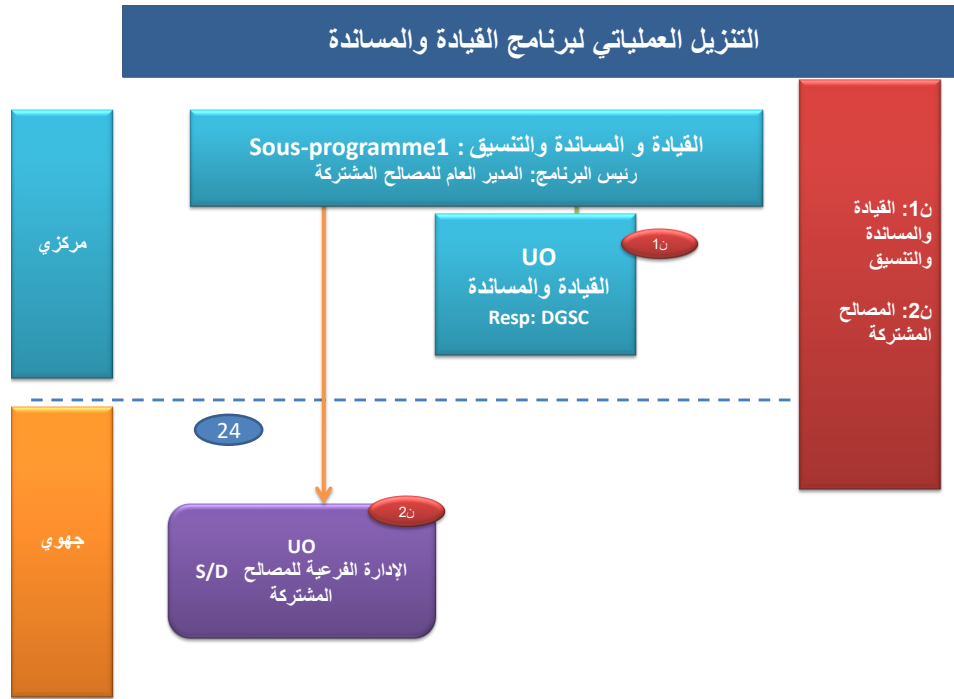 التنزيل العملياتي لبرنامج القيادة والمساندة
القيادة و المساندة والتنسيق : Sous-programme1
رئيس البرنامج: المدير العام للمصالح المشتركة
ن1: القيادة
والمساندة
والتنسيق
ن2: المصالح
المشتركة
مركزي
ن1
UO
القيادة والمساندة
Resp: DGSC
24
جهوي
ن2
UO
الإدارة الفرعية للمصالح S/D
المشتركة